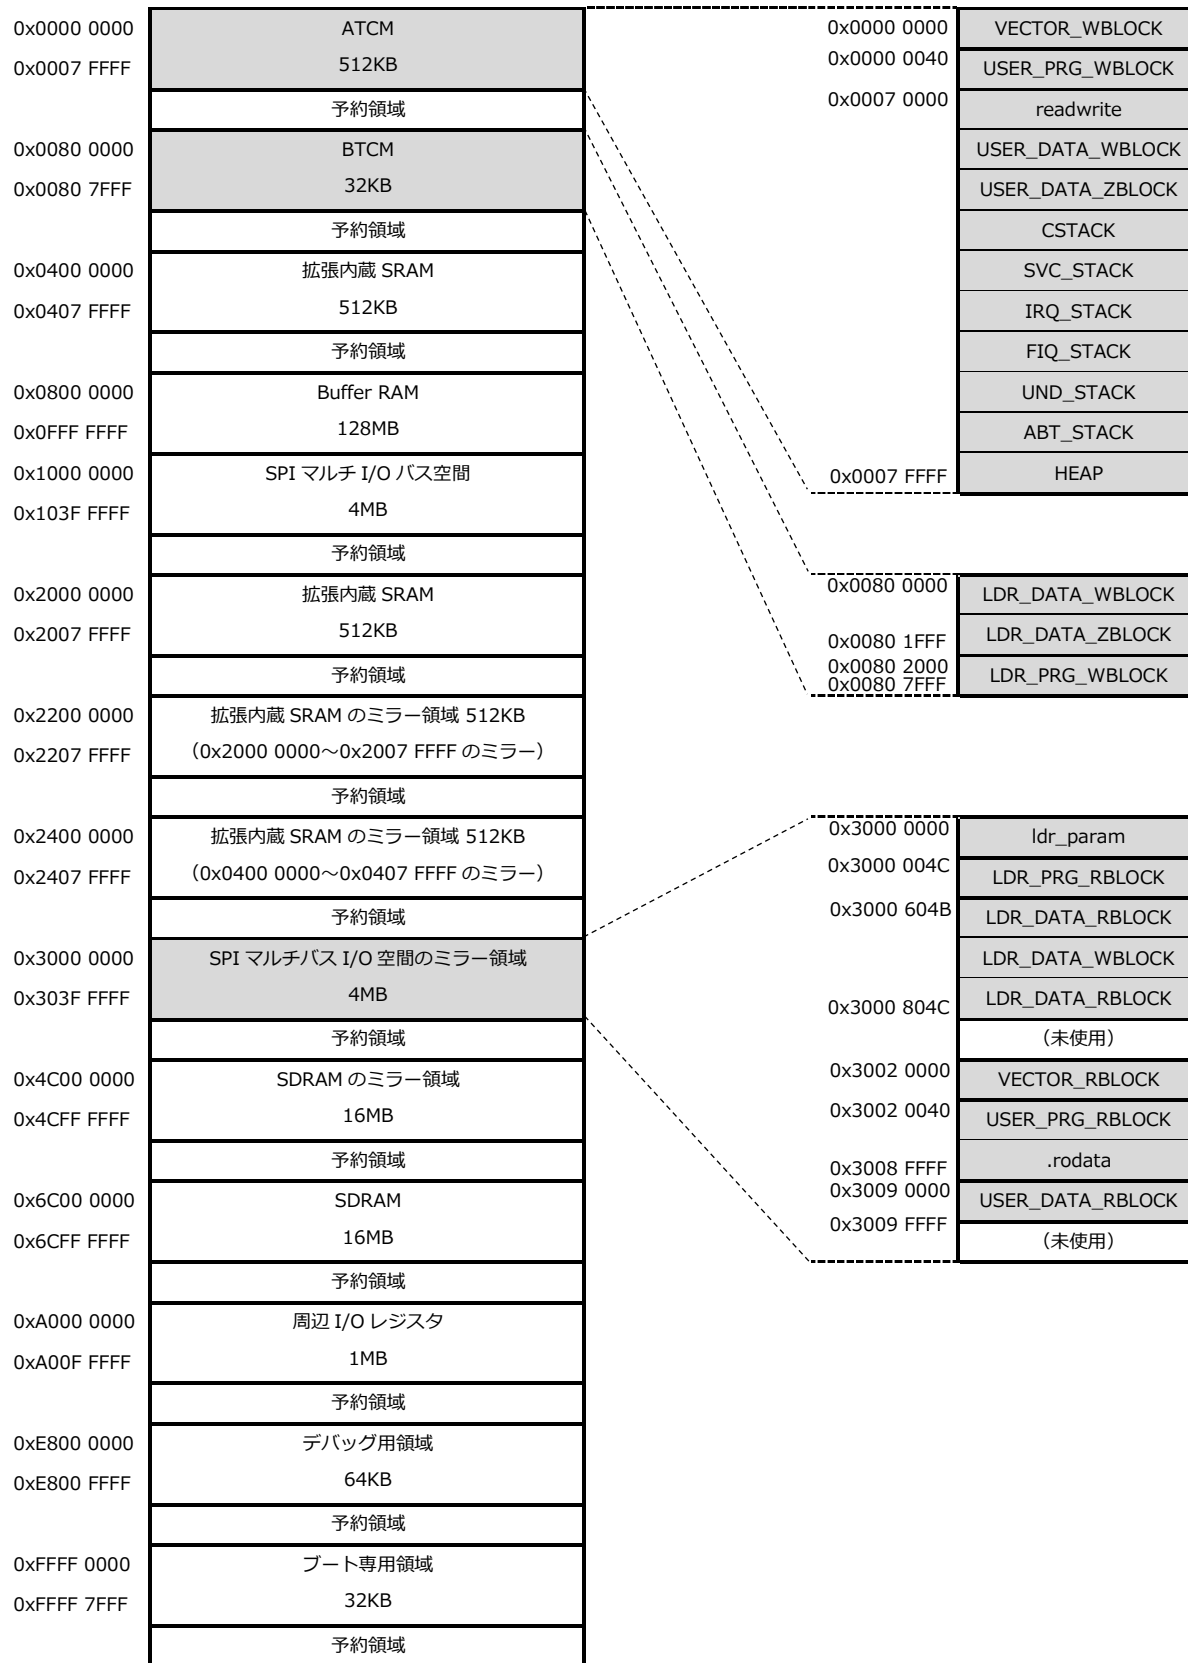 0x0000 0000
ATCM
0x0007 FFFF
512KB
予約領域
0x0080 0000
BTCM
0x0080 7FFF
32KB
予約領域
0x0400 0000
拡張内蔵 SRAM
0x0407 FFFF
512KB
予約領域
0x0800 0000
Buffer RAM
0x0FFF FFFF
128MB
0x1000 0000
SPI マルチ I/O バス空間
0x103F FFFF
4MB
予約領域
0x2000 0000
拡張内蔵 SRAM
0x2007 FFFF
512KB
予約領域
0x2200 0000
拡張内蔵 SRAM のミラー領域 512KB
0x2207 FFFF
（0x2000 0000～0x2007 FFFF のミラー）
予約領域
0x2400 0000
拡張内蔵 SRAM のミラー領域 512KB
0x2407 FFFF
（0x0400 0000～0x0407 FFFF のミラー）
予約領域
0x3000 0000
SPI マルチバス I/O 空間のミラー領域
0x303F FFFF
4MB
予約領域
0x4C00 0000
SDRAM のミラー領域
0x4CFF FFFF
16MB
予約領域
0x6C00 0000
SDRAM
0x6CFF FFFF
16MB
予約領域
0xA000 0000
周辺 I/O レジスタ
0xA00F FFFF
1MB
予約領域
0xE800 0000
デバッグ用領域
0xE800 FFFF
64KB
予約領域
0xFFFF 0000
ブート専用領域
0xFFFF 7FFF
32KB
予約領域
0x0000 0000
VECTOR_WBLOCK
0x0000 0040
USER_PRG_WBLOCK
0x0007 0000
readwrite
USER_DATA_WBLOCK
USER_DATA_ZBLOCK
CSTACK
SVC_STACK
IRQ_STACK
FIQ_STACK
UND_STACK
ABT_STACK
0x0007 FFFF
HEAP
0x0080 0000
LDR_DATA_WBLOCK
0x0080 1FFF
LDR_DATA_ZBLOCK
0x0080 2000
LDR_PRG_WBLOCK
0x0080 7FFF
0x3000 0000
ldr_param
0x3000 004C
LDR_PRG_RBLOCK
0x3000 604B
LDR_DATA_RBLOCK
LDR_DATA_WBLOCK
0x3000 804C
LDR_DATA_RBLOCK
（未使用）
0x3002 0000
VECTOR_RBLOCK
0x3002 0040
USER_PRG_RBLOCK
0x3008 FFFF
.rodata
0x3009 0000
USER_DATA_RBLOCK
0x3009 FFFF
（未使用）